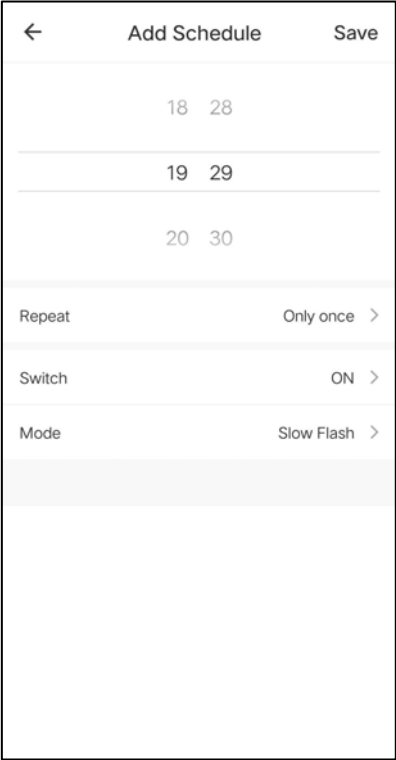 Add Schedule Save
18 28
19 29
20 30
Repeat Only once
Switch ON
Mode Slow Flash